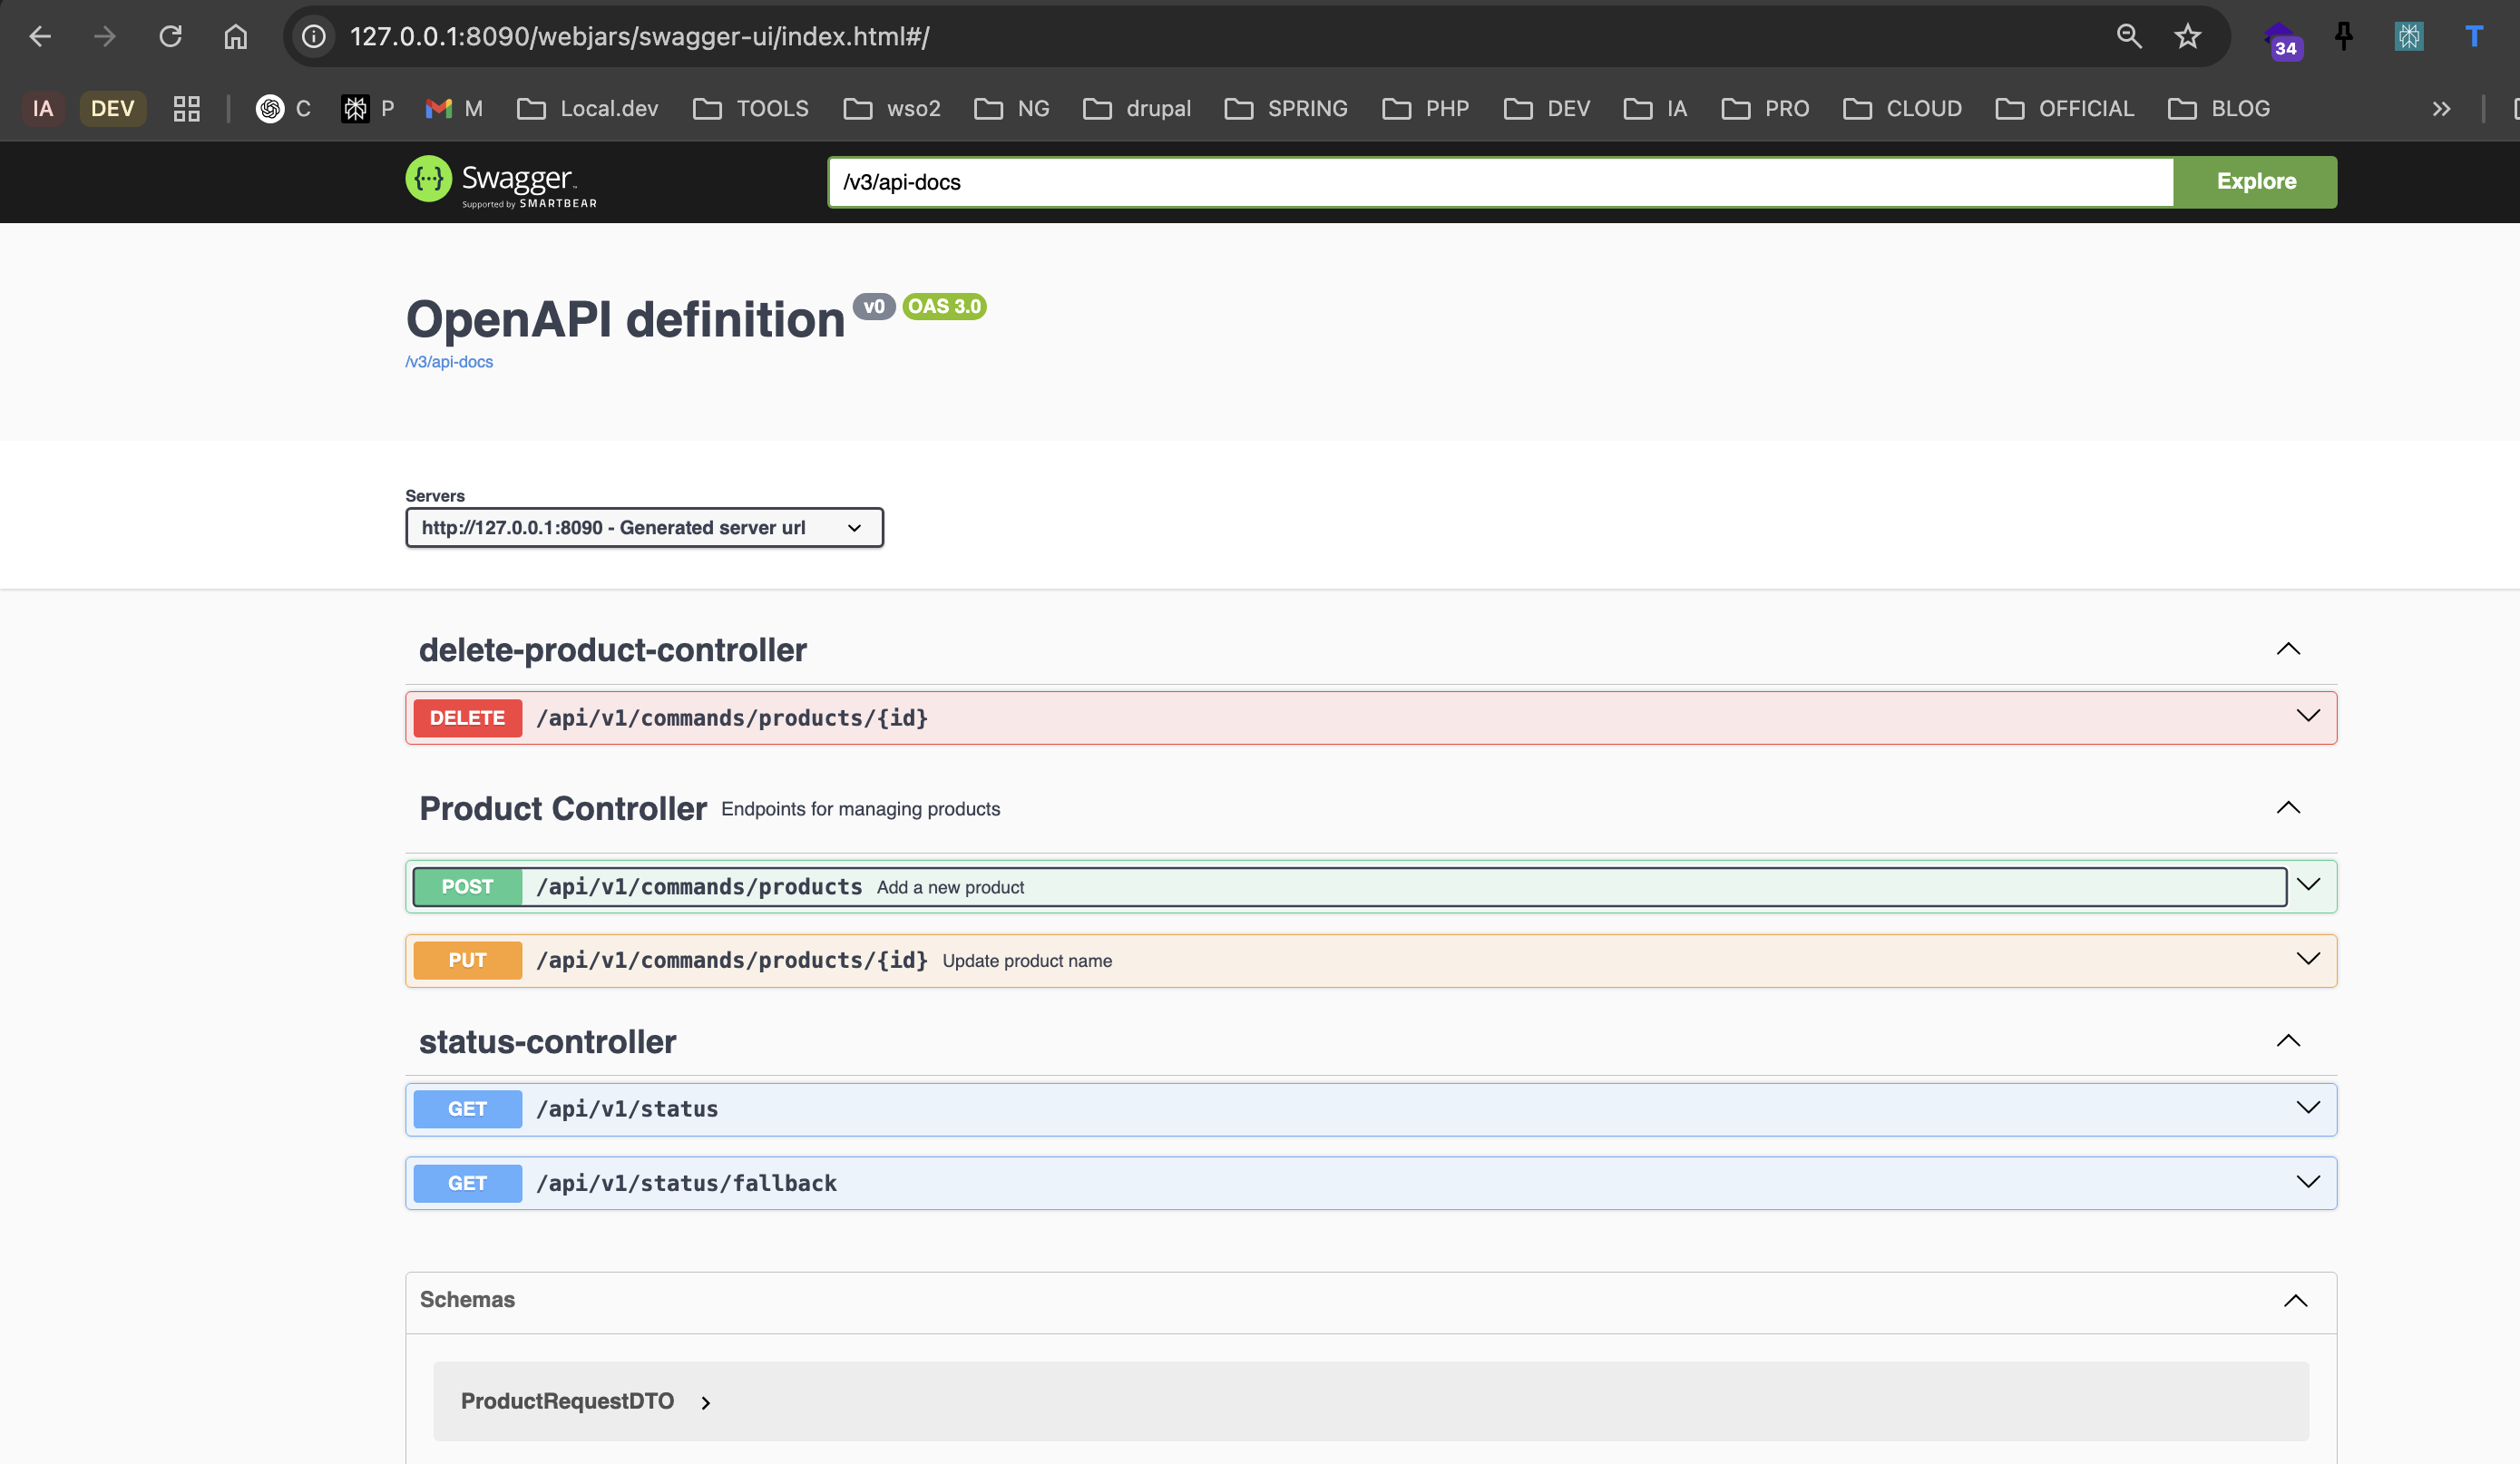 127.0.0.1:8090/webjars/swagger-ui/index.html#/
34
T
IA DEV C P M Local.dev TOOLS wso2 NG drupal SPRING PHP DEV IA PRO CLOUD OFFICIAL BLOG
{···} Swagger™
Supported by SMARTBEAR
/v3/api-docs
Explore
OpenAPI definition v0 OAS 3.0
/v3/api-docs
Servers
http://127.0.0.1:8090 - Generated server url
delete-product-controller
DELETE /api/v1/commands/products/{id}
Product Controller Endpoints for managing products
POST /api/v1/commands/products Add a new product
PUT /api/v1/commands/products/{id} Update product name
status-controller
GET /api/v1/status
GET /api/v1/status/fallback
Schemas
ProductRequestDTO